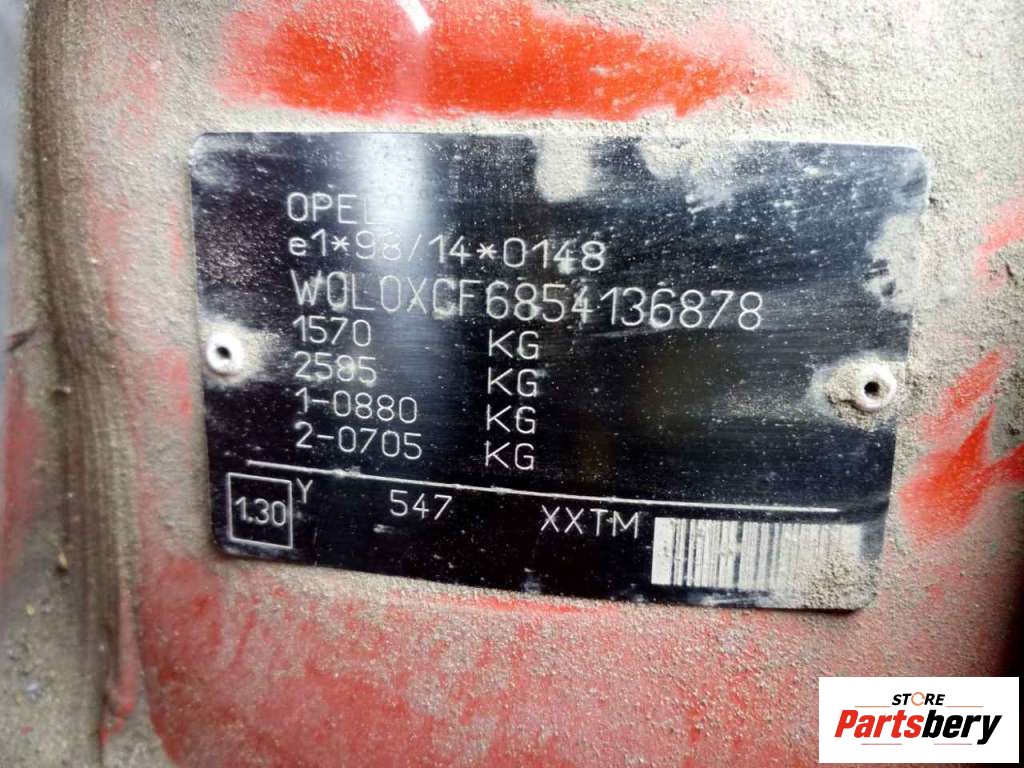 OPEL
e1*98/14*0148
W0L0XCF6854136878
1570 KG
2585 KG
1-0880 KG
2-0705 KG
1.30 Y 547 XXTM
STORE
Partsbery